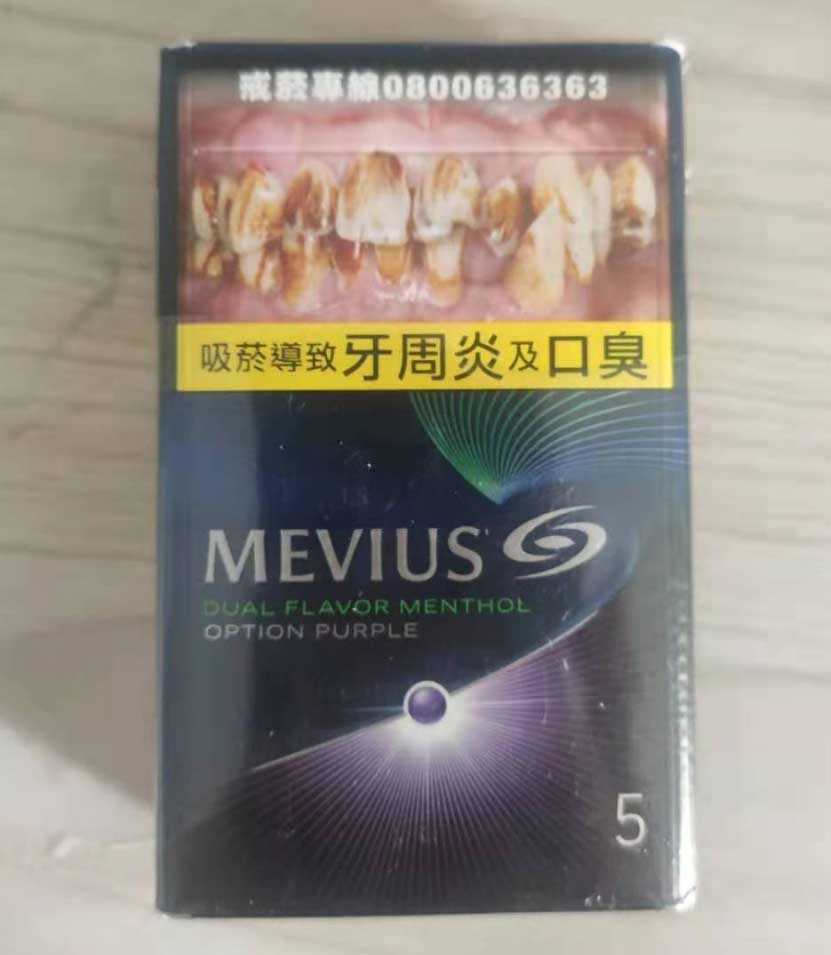 戒菸專線0800636363
吸菸導致牙周炎及口臭
MEVIUS
DUAL FLAVOR MENTHOL
OPTION PURPLE
5